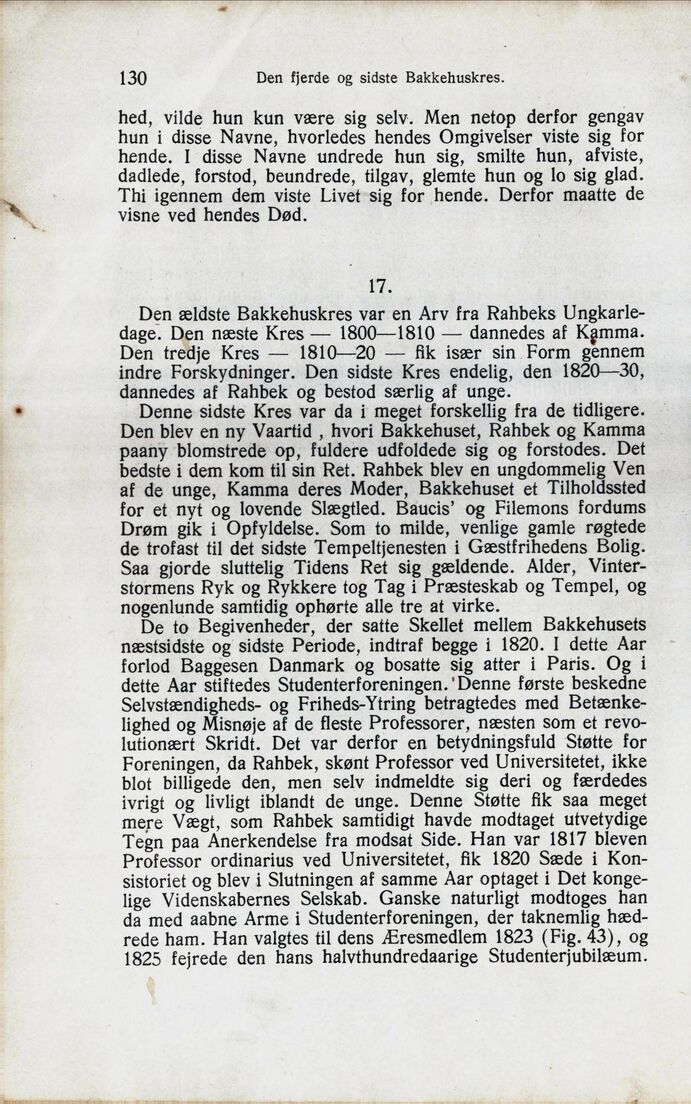 130
Den fjerde og sidste Bakkehuskres.
hed, vilde hun kun være sig selv. Men netop derfor gengav
hun i disse Navne, hvorledes hendes Omgivelser viste sig for
hende. I disse Navne undrede hun sig, smilte hun, afviste,
dadlede, forstod, beundrede, tilgav, glemte hun og lo sig glad.
Thi igennem dem viste Livet sig for hende. Derfor maatte de
visne ved hendes Død.
17.
Den ældste Bakkehuskres var en Arv fra Rahbeks Ungkarle-
dage. Den næste Kres — 1800—1810 — dannedes af Kamma.
Den tredje Kres — 1810—20 — fik især sin Form gennem
indre Forskydninger. Den sidste Kres endelig, den 1820—30,
dannedes af Rahbek og bestod særlig af unge.
Denne sidste Kres var da i meget forskellig fra de tidligere.
Den blev en ny Vaartid , hvori Bakkehuset, Rahbek og Kamma
paany blomstrede op, fuldere udfoldede sig og forstodes. Det
bedste i dem kom til sin Ret. Rahbek blev en ungdommelig Ven
af de unge, Kamma deres Moder, Bakkehuset et Tilholdssted
for et nyt og lovende Slægtled. Baucis' og Filemons fordums
Drøm gik i Opfyldelse. Som to milde, venlige gamle røgtede
de trofast til det sidste Tempeltjenesten i Gæstfrihedens Bolig.
Saa gjorde sluttelig Tidens Ret sig gældende. Alder, Vinter-
stormens Ryk og Rykkere tog Tag i Præsteskab og Tempel, og
nogenlunde samtidig ophørte alle tre at virke.
De to Begivenheder, der satte Skellet mellem Bakkehusets
næstsidste og sidste Periode, indtraf begge i 1820. I dette Aar
forlod Baggesen Danmark og bosatte sig atter i Paris. Og i
dette Aar stiftedes Studenterforeningen. Denne første beskedne
Selvstændigheds- og Friheds-Ytring betragtedes med Betænke-
lighed og Misnøje af de fleste Professorer, næsten som et revo-
lutionært Skridt. Det var derfor en betydningsfuld Støtte for
Foreningen, da Rahbek, skønt Professor ved Universitetet, ikke
blot billigede den, men selv indmeldte sig deri og færdedes
ivrigt og livligt iblandt de unge. Denne Støtte fik saa meget
mere Vægt, som Rahbek samtidigt havde modtaget utvetydige
Tegn paa Anerkendelse fra modsat Side. Han var 1817 bleven
Professor ordinarius ved Universitetet, fik 1820 Sæde i Kon-
sistoriet og blev i Slutningen af samme Aar optaget i Det konge-
lige Videnskabernes Selskab. Ganske naturligt modtoges han
da med aabne Arme i Studenterforeningen, der taknemlig hæd-
rede ham. Han valgtes til dens Æresmedlem 1823 (Fig. 43), og
1825 fejrede den hans halvthundredaarige Studenterjubilæum.